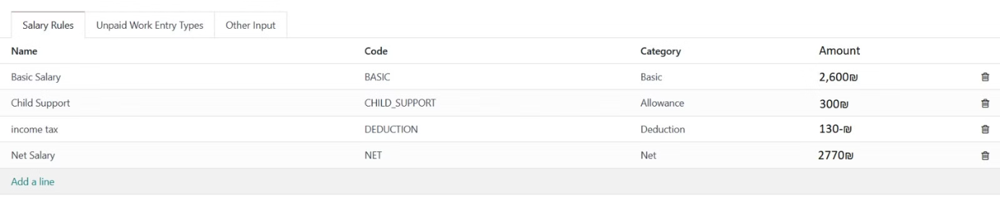 Salary Rules Unpaid Work Entry Types Other Input
Name Code Category Amount
Basic Salary BASIC Basic 2,600₪
Child Support CHILD_SUPPORT Allowance 300₪
income tax DEDUCTION Deduction 130-₪
Net Salary NET Net 2770₪
Add a line